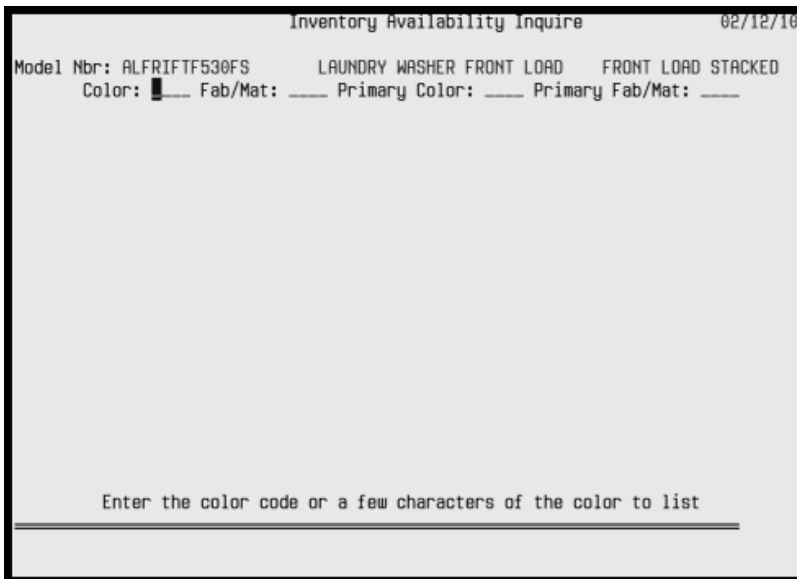 Inventory Availability Inquire 02/12/10
Model Nbr: ALFRIFTF530FS LAUNDRY WASHER FRONT LOAD FRONT LOAD STACKED
Color: ____ Fab/Mat: ____ Primary Color: ____ Primary Fab/Mat: ____
Enter the color code or a few characters of the color to list